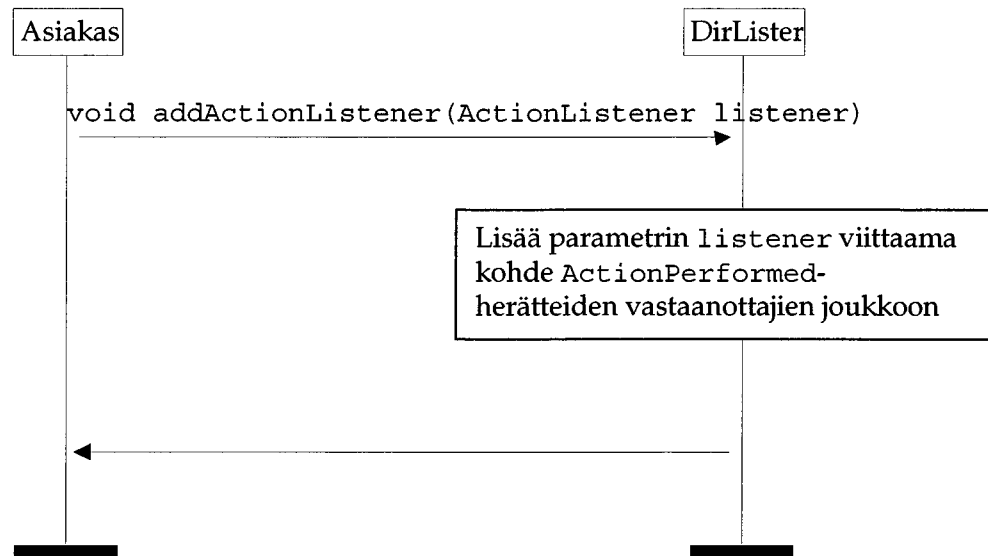 Asiakas
DirLister
void addActionListener(ActionListener listener)
Lisää parametrin listener viittaama
kohde ActionPerformed-
herätteiden vastaanottajien joukkoon